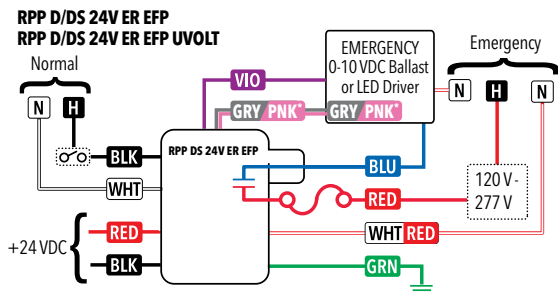 RPP D/DS 24V ER EFP
RPP D/DS 24V ER EFP UVOLT
Normal
N
H
EMERGENCY
0-10 VDC Ballast
or LED Driver
Emergency
N
H
N
VIO
GRY/PNK*
GRY/PNK*
BLK
RPP DS 24V ER EFP
WHT
BLU
RED
120 V -
277 V
+24 VDC
RED
WHT RED
BLK
GRN